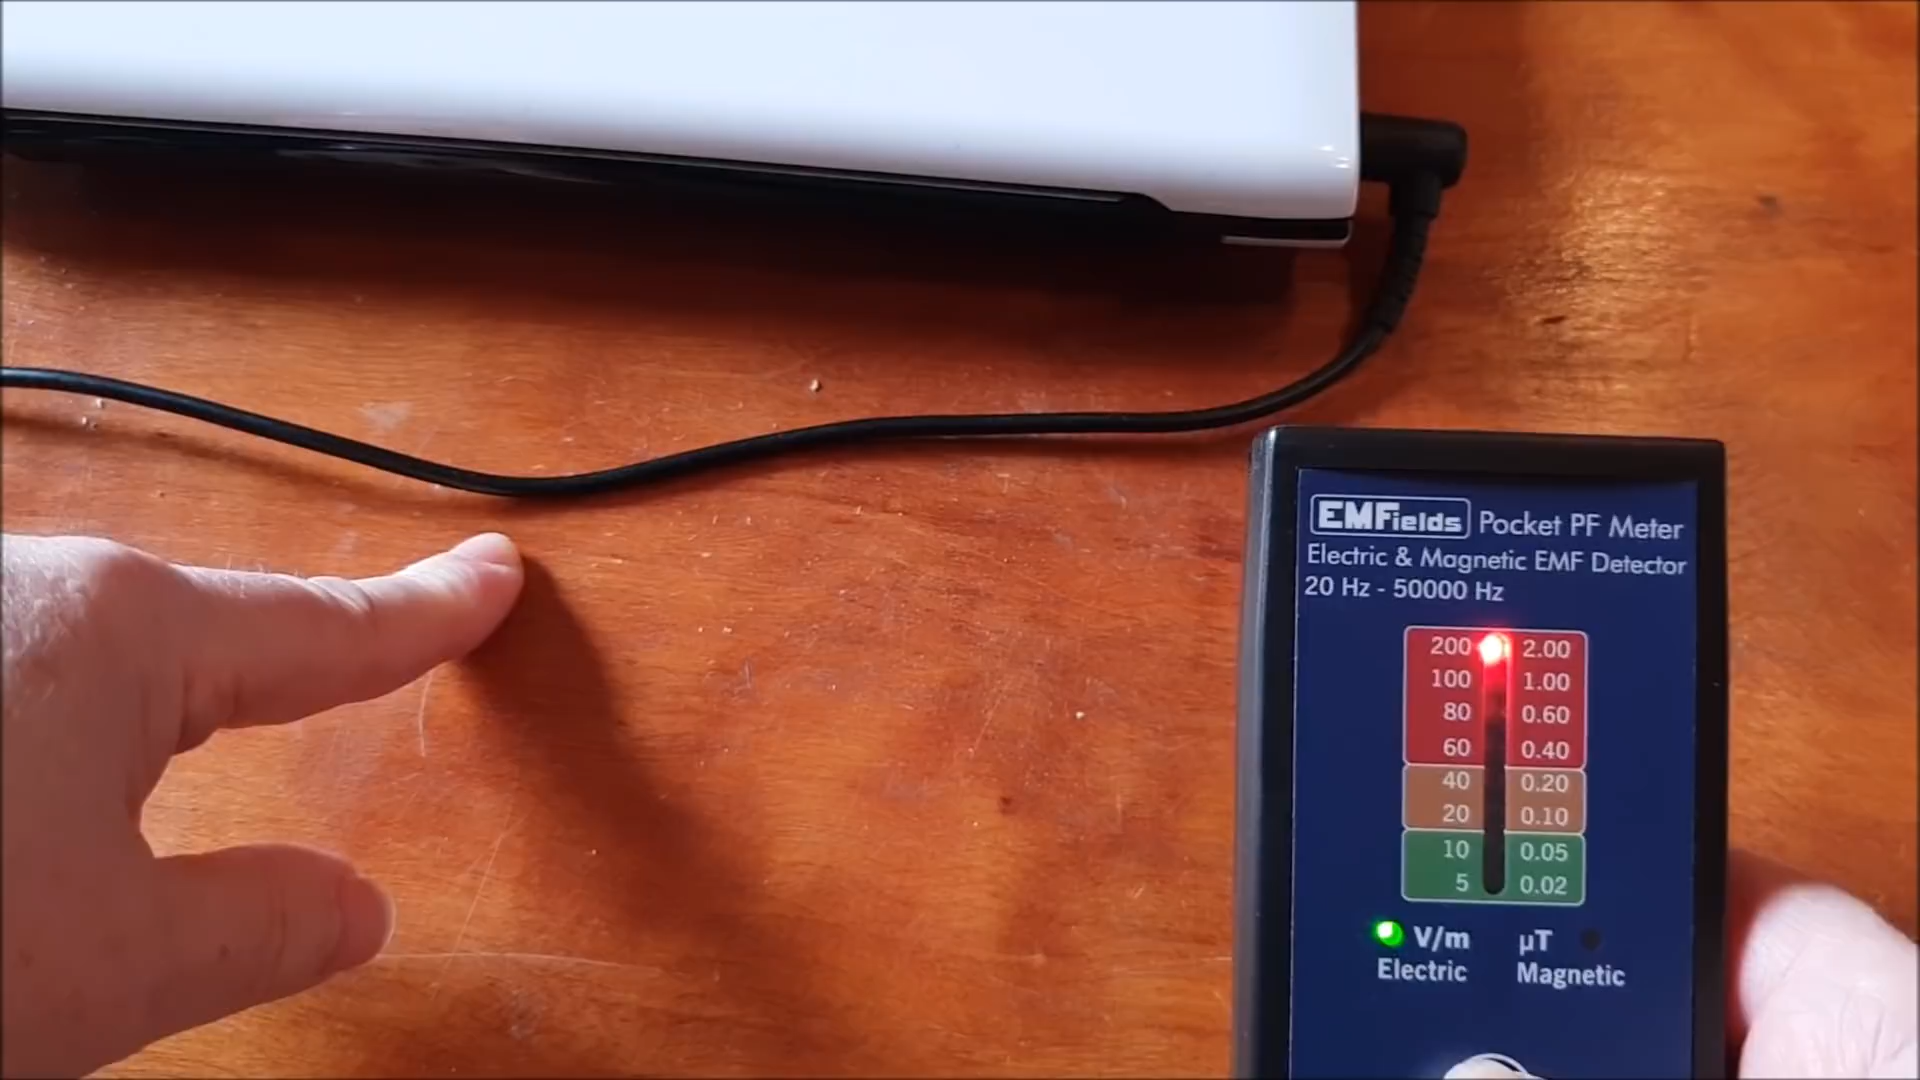 EMFields Pocket PF Meter
Electric & Magnetic EMF Detector
20 Hz - 50000 Hz
200 2.00
100 1.00
80 0.60
60 0.40
40 0.20
20 0.10
10 0.05
5 0.02
V/m µT
Electric Magnetic